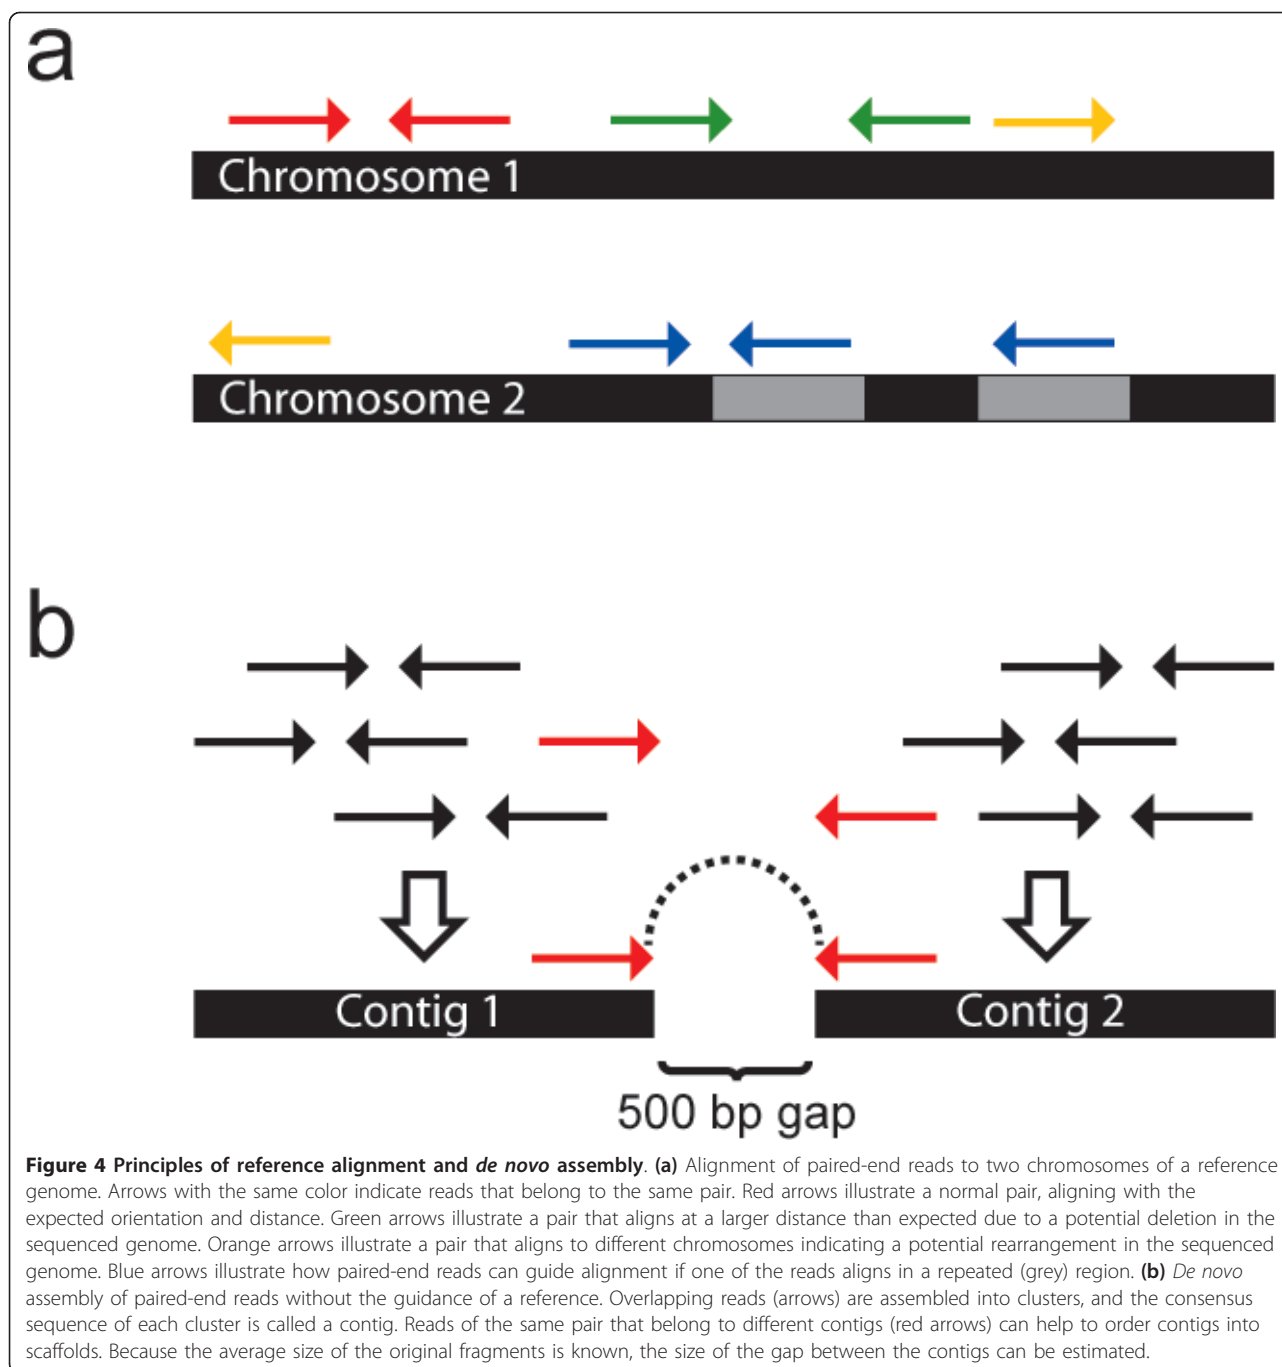 a
Chromosome 1
Chromosome 2
b
Contig 1
Contig 2
500 bp gap
Figure 4 Principles of reference alignment and de novo assembly. (a) Alignment of paired-end reads to two chromosomes of a reference
genome. Arrows with the same color indicate reads that belong to the same pair. Red arrows illustrate a normal pair, aligning with the
expected orientation and distance. Green arrows illustrate a pair that aligns at a larger distance than expected due to a potential deletion in the
sequenced genome. Orange arrows illustrate a pair that aligns to different chromosomes indicating a potential rearrangement in the sequenced
genome. Blue arrows illustrate how paired-end reads can guide alignment if one of the reads aligns in a repeated (grey) region. (b) De novo
assembly of paired-end reads without the guidance of a reference. Overlapping reads (arrows) are assembled into clusters, and the consensus
sequence of each cluster is called a contig. Reads of the same pair that belong to different contigs (red arrows) can help to order contigs into
scaffolds. Because the average size of the original fragments is known, the size of the gap between the contigs can be estimated.